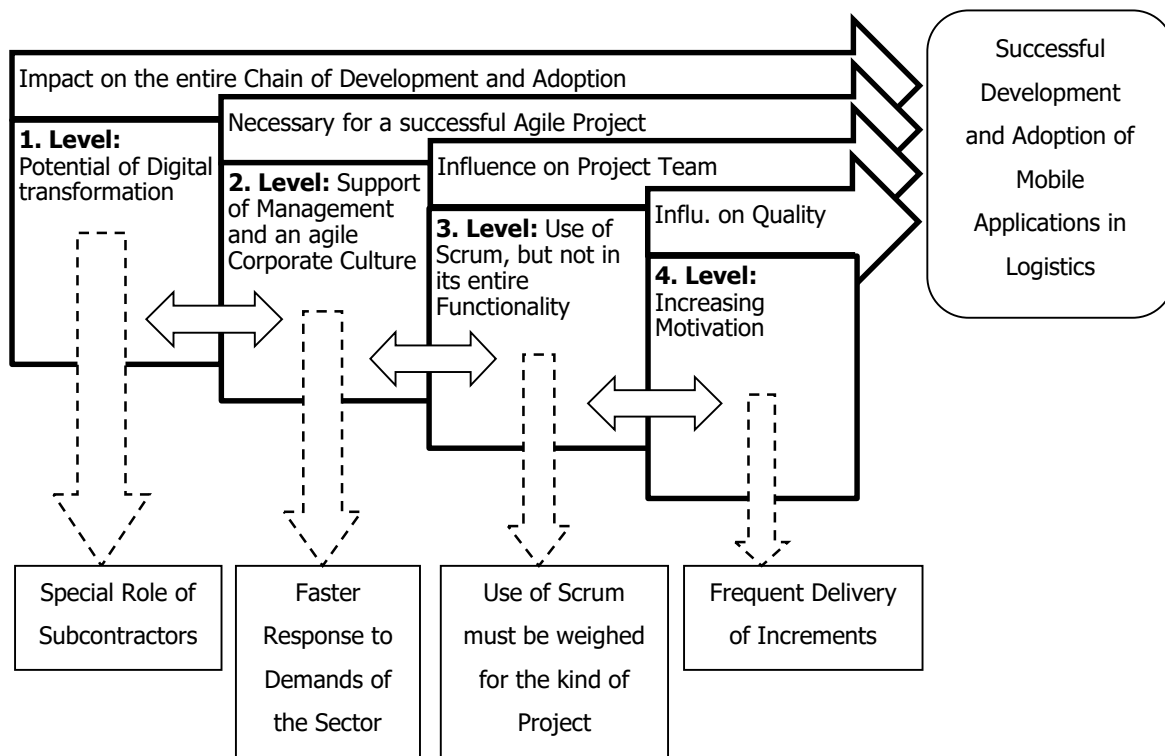 Impact on the entire Chain of Development and Adoption
1. Level:
Potential of Digital
transformation
Necessary for a successful Agile Project
2. Level: Support
of Management
and an agile
Corporate Culture
Influence on Project Team
3. Level: Use of
Scrum, but not in
its entire
Functionality
Influ. on Quality
4. Level:
Increasing
Motivation
Successful
Development
and Adoption of
Mobile
Applications in
Logistics
Special Role of
Subcontractors
Faster
Response to
Demands of
the Sector
Use of Scrum
must be weighed
for the kind of
Project
Frequent Delivery
of Increments